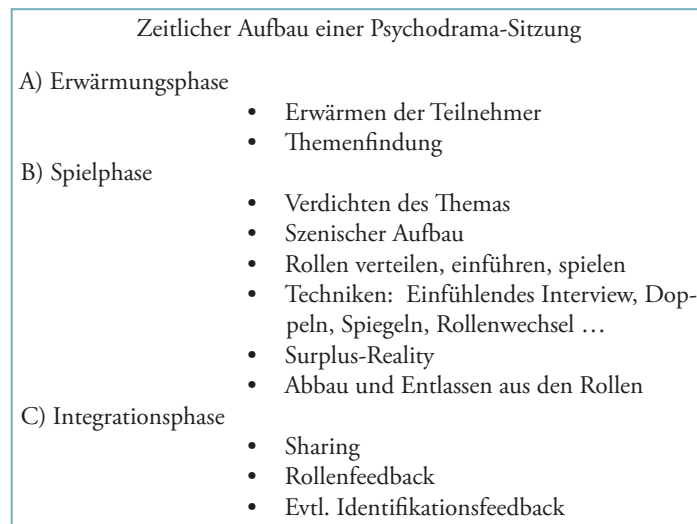 Zeitlicher Aufbau einer Psychodrama-Sitzung
A) Erwärmungsphase
• Erwärmen der Teilnehmer
• Themenfindung
B) Spielphase
• Verdichten des Themas
• Szenischer Aufbau
• Rollen verteilen, einführen, spielen
• Techniken: Einfühlendes Interview, Dop-
peln, Spiegeln, Rollenwechsel …
• Surplus-Reality
• Abbau und Entlassen aus den Rollen
C) Integrationsphase
• Sharing
• Rollenfeedback
• Evtl. Identifikationsfeedback